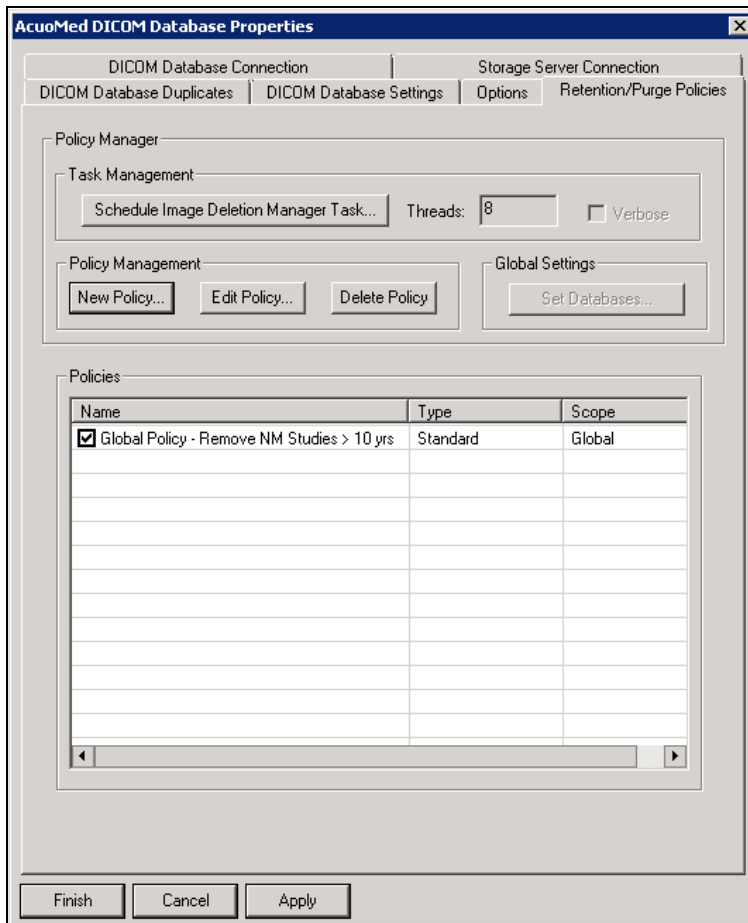 AcuoMed DICOM Database Properties
DICOM Database Connection
Storage Server Connection
DICOM Database Duplicates
DICOM Database Settings
Options
Retention/Purge Policies
Policy Manager
Task Management
Schedule Image Deletion Manager Task...
Threads:
8
Verbose
Policy Management
New Policy...
Edit Policy...
Delete Policy
Global Settings
Set Databases...
Policies
Name Type Scope
Global Policy - Remove NM Studies > 10 yrs Standard Global
Finish
Cancel
Apply